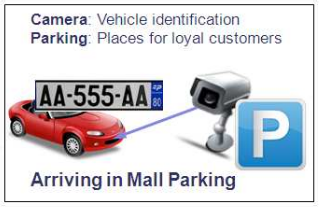 Camera: Vehicle identification
Parking: Places for loyal customers
AA-555-AA
80
P
Arriving in Mall Parking